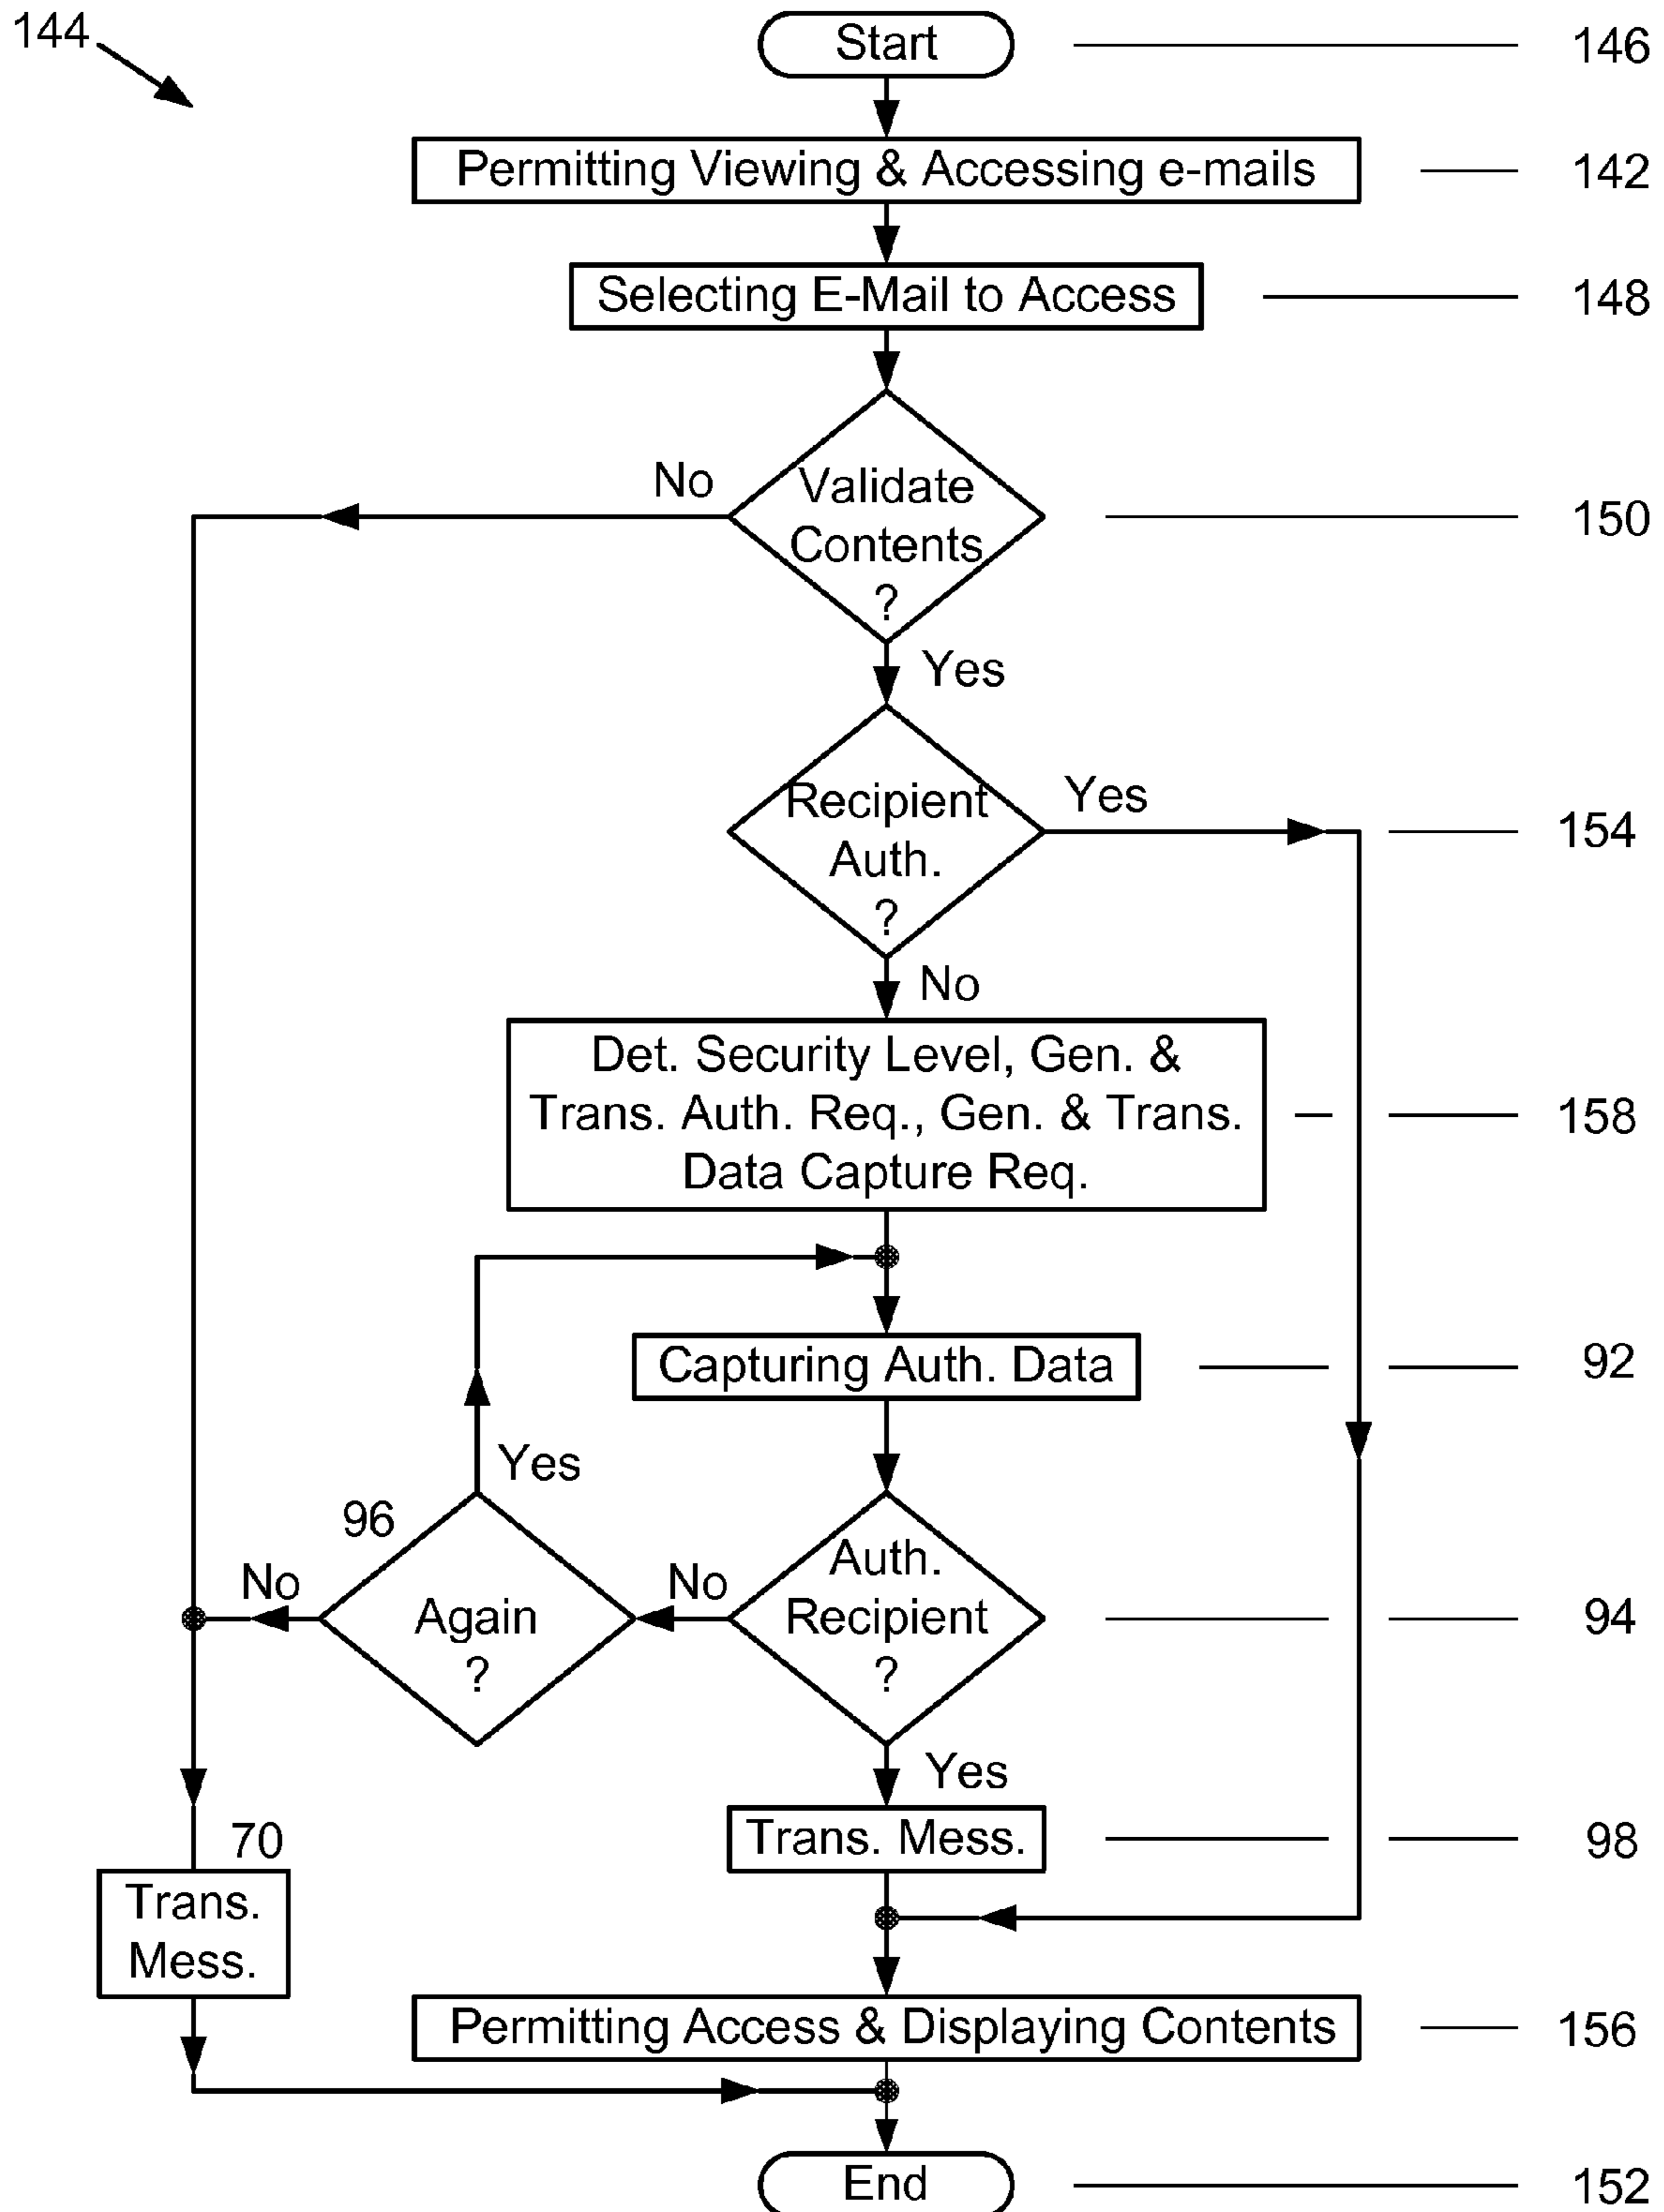 144
Start
146
Permitting Viewing & Accessing e-mails
142
Selecting E-Mail to Access
148
No
Validate
Contents
?
150
Yes
Recipient
Auth.
?
Yes
154
No
Det. Security Level, Gen. &
Trans. Auth. Req., Gen. & Trans.
Data Capture Req.
158
Capturing Auth. Data
92
Yes
96
No
Again
?
No
Auth.
Recipient
?
94
Yes
70
Trans. Mess.
98
Trans.
Mess.
Permitting Access & Displaying Contents
156
End
152